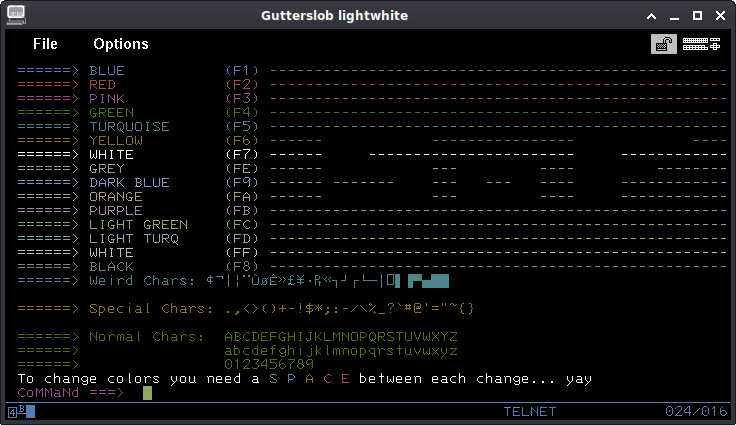 Gutterslob lightwhite
File Options
======> BLUE (F1) ----------------------------------------------------
======> RED (F2) ----------------------------------------------------
======> PINK (F3) ----------------------------------------------------
======> GREEN (F4) ----------------------------------------------------
======> TURQUOISE (F5) ----------------------------------------------------
======> YELLOW (F6) ------ ---------------- ----
======> WHITE (F7) ------ ----------------------- ------------
======> GREY (FE) ------ --- ------------
======> DARK BLUE (F9) ----- ------- --- --- ------------
======> ORANGE (FA) ------ --- ------------
======> PURPLE (FB) ----------------------------------------------------
======> LIGHT GREEN (FC) ----------------------------------------------------
======> LIGHT TURQ (FD) ----------------------------------------------------
======> WHITE (FF) ----------------------------------------------------
======> BLACK (F8) ----------------------------------------------------
======> Weird Chars: ¢¬|¦¨ÛøÊ»£¥·₧«┐┘┌└─│
======> Special Chars: .,<>()+-!$*;:-/\%_?`#@'="~{}
======> Normal Chars: ABCDEFGHIJKLMNOPQRSTUVWXYZ
======> abcdefghijklmnopqrstuvwxyz
======> 0123456789
To change colors you need a S P A C E between each change... yay
CoMMaNd ===>
4 B TELNET 024/016